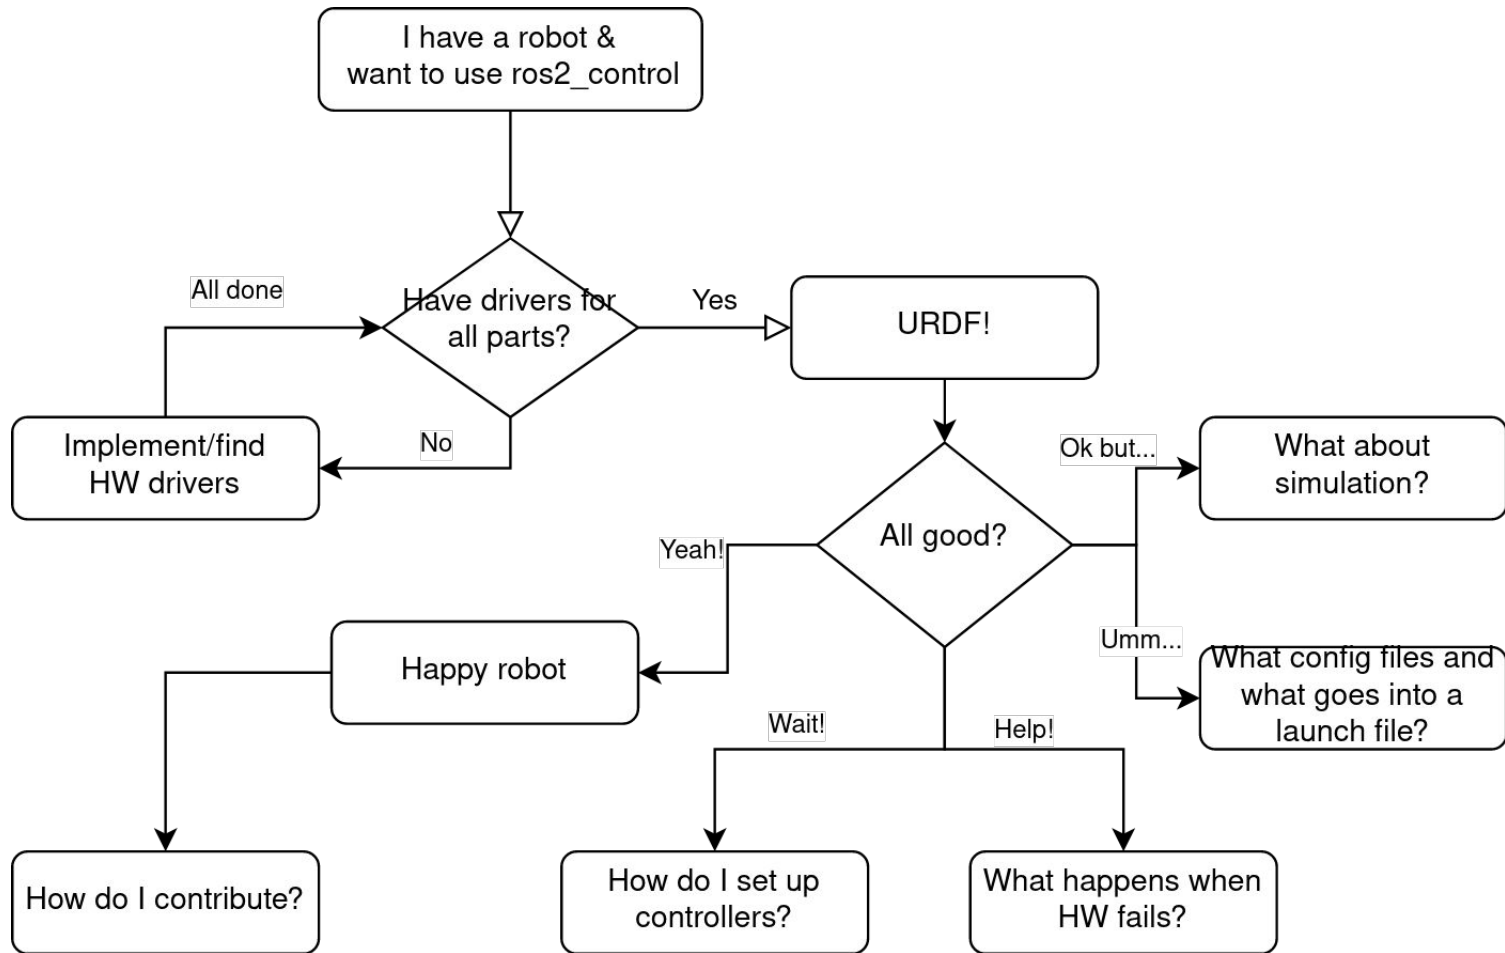 I have a robot &
want to use ros2_control
All done
Have drivers for
all parts?
Yes
URDF!
No
Implement/find
HW drivers
Ok but...
What about
simulation?
All good?
Yeah!
Umm...
What config files and
what goes into a
launch file?
Happy robot
Wait!
Help!
How do I contribute?
How do I set up
controllers?
What happens when
HW fails?